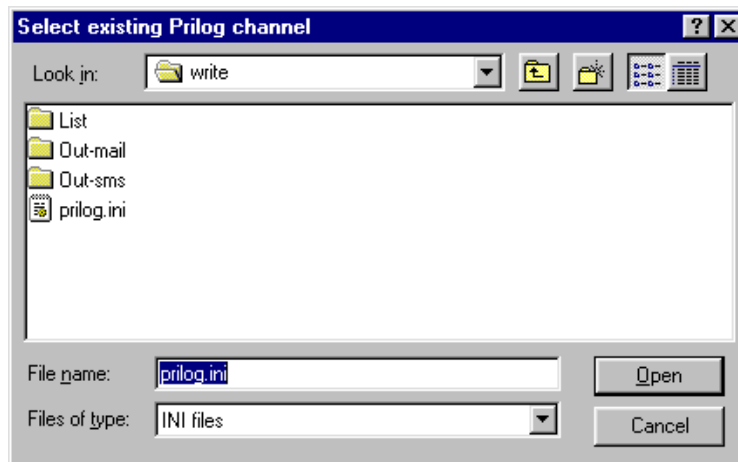 Select existing Prilog channel
Look in: write
List
Out-mail
Out-sms
prilog.ini
File name: prilog.ini Open
Files of type: INI files Cancel